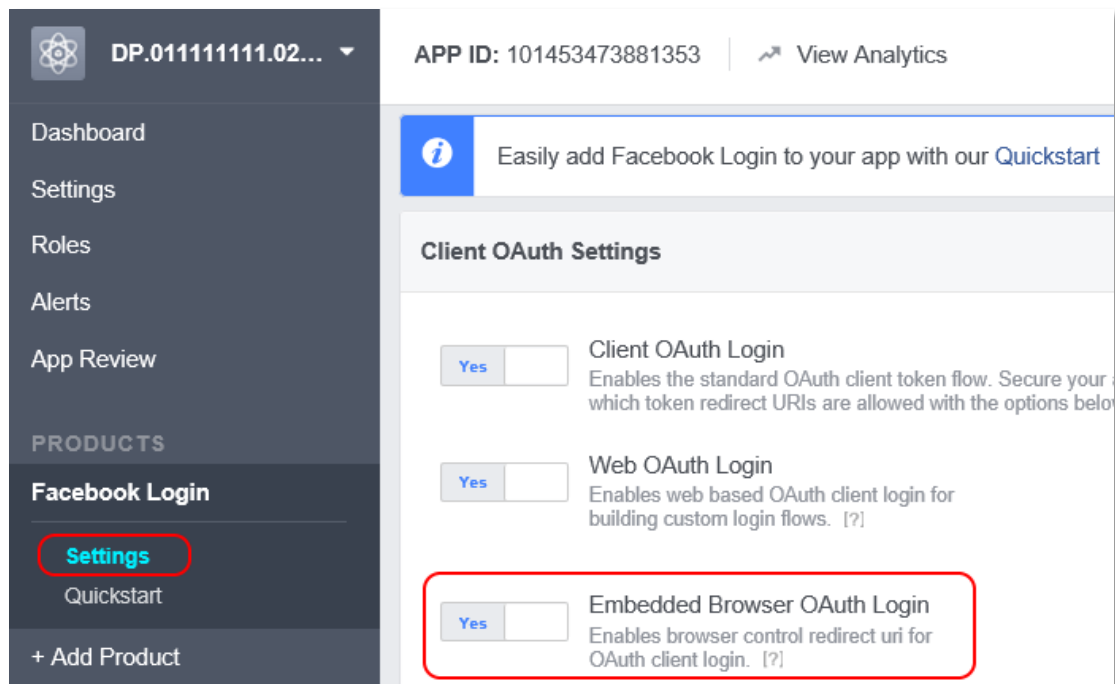 DP.011111111.02...
APP ID: 101453473881353
View Analytics
Dashboard
Settings
Roles
Alerts
App Review
PRODUCTS
Facebook Login
Settings
Quickstart
+ Add Product
Easily add Facebook Login to your app with our Quickstart
Client OAuth Settings
Yes
Client OAuth Login
Enables the standard OAuth client token flow. Secure your
which token redirect URIs are allowed with the options
Yes
Web OAuth Login
Enables web based OAuth client login for
building custom login flows. [?]
Yes
Embedded Browser OAuth Login
Enables browser control redirect uri for
OAuth client login. [?]